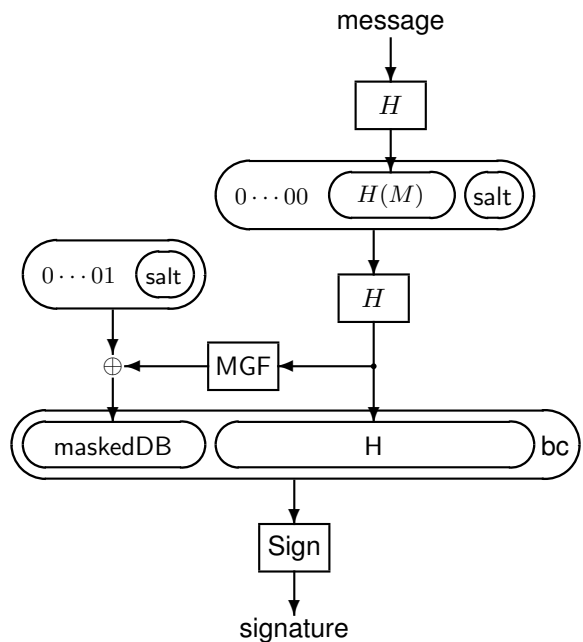 message
H
0···00 H(M) salt
0···01 salt
H
⊕ MGF
maskedDB H bc
Sign
signature